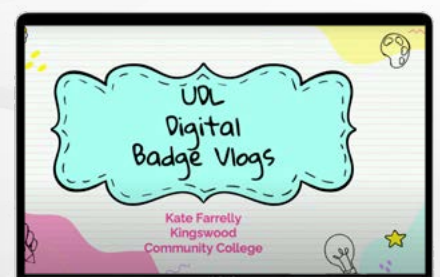 UDL
Digital
Badge Vlogs
Kate Farrelly
Kingswood
Community College